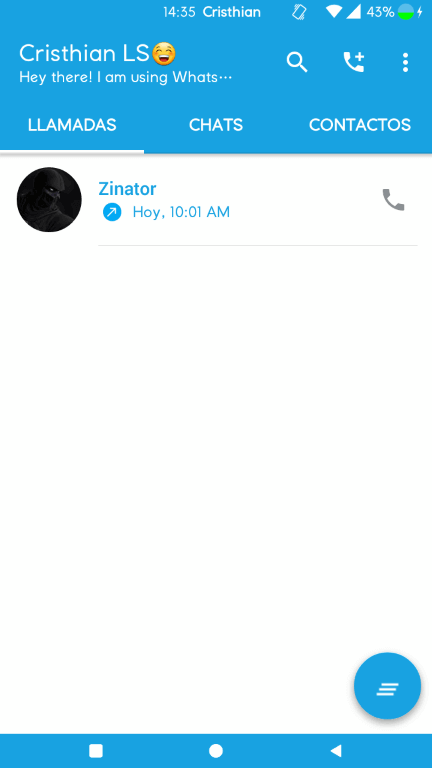 14:35 Cristhian 43%
Cristhian LS😁
Hey there! I am using Whats…
LLAMADAS CHATS CONTACTOS
Zinator
Hoy, 10:01 AM